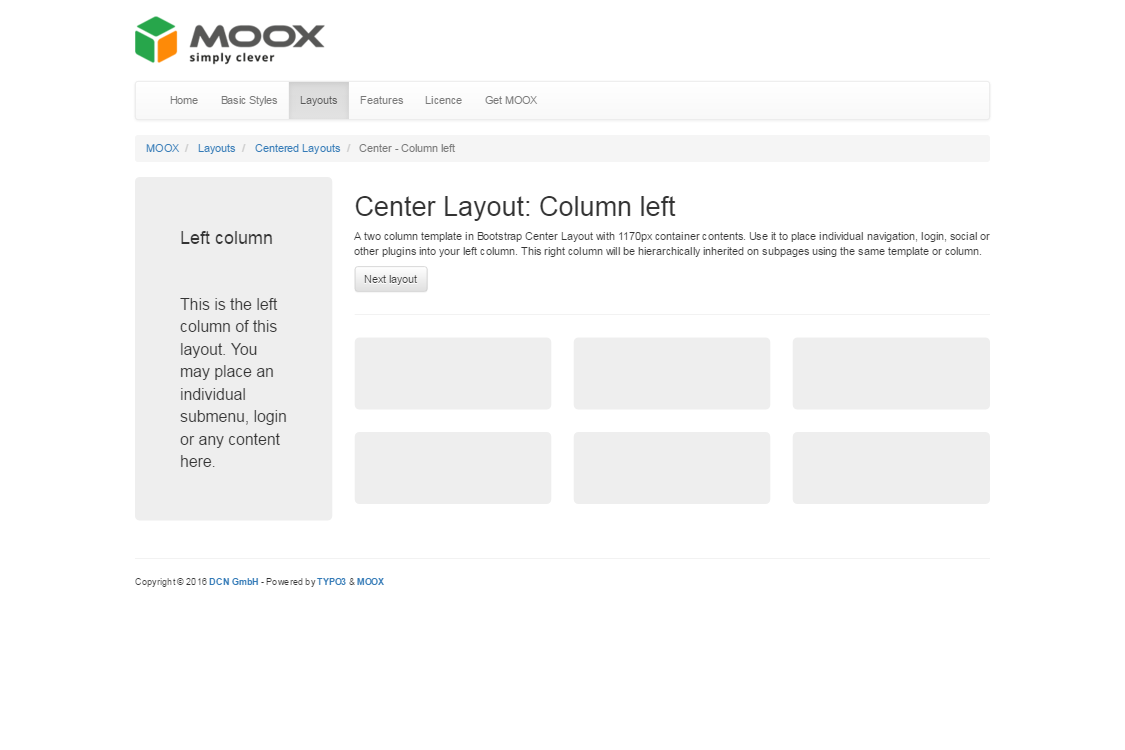 MOOX
simply clever
Home Basic Styles Layouts Features Licence Get MOOX
MOOX / Layouts / Centered Layouts / Center - Column left
Left column
This is the left
column of this
layout. You
may place an
individual
submenu, login
or any content
here.
Center Layout: Column left
A two column template in Bootstrap Center Layout with 1170px container contents. Use it to place individual navigation, login, social or
other plugins into your left column. This right column will be hierarchically inherited on subpages using the same template or column.
Next layout
Copyright © 2016 DCN GmbH - Powered by TYPO3 & MOOX